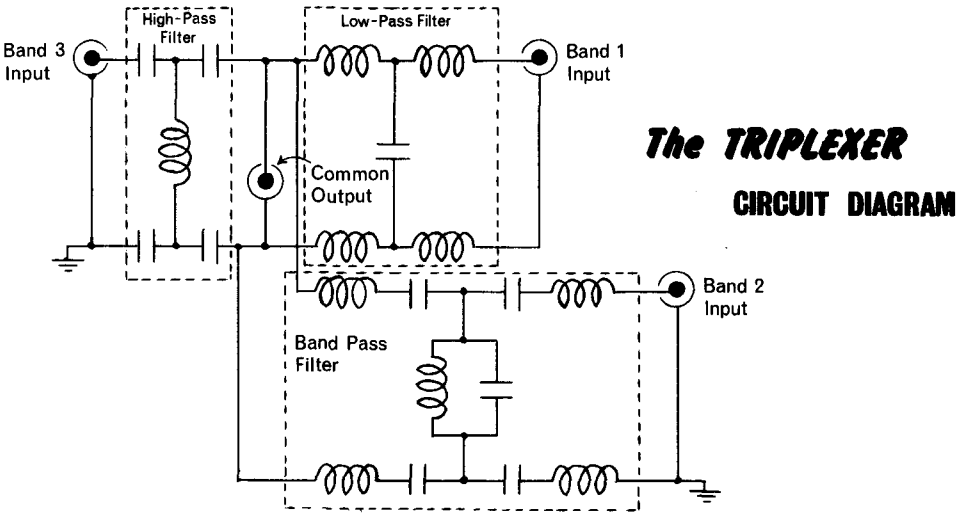 High-Pass
Filter
Low-Pass Filter
Band 3
Input
Band 1
Input
Common
Output
The TRIPLEXER
CIRCUIT DIAGRAM
Band 2
Input
Band Pass
Filter